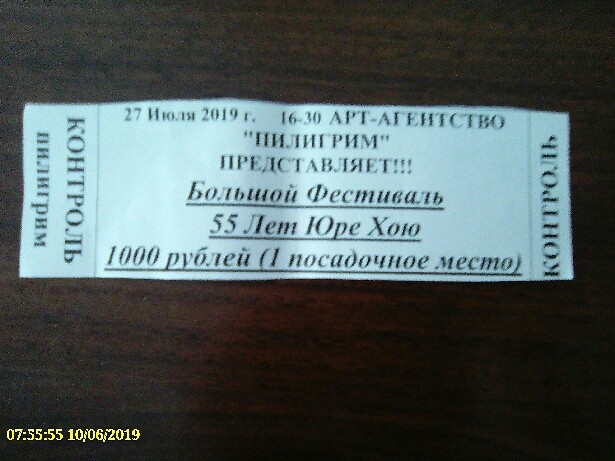 КОНТРОЛЬ
ПИЛИГРИМ
27 Июля 2019 г. 16-30 АРТ-АГЕНТСТВО
"ПИЛИГРИМ"
ПРЕДСТАВЛЯЕТ!!!
Большой Фестиваль
55 Лет Юре Хою
1000 рублей (1 посадочное место)
КОНТРОЛЬ
07:55:55 10/06/2019